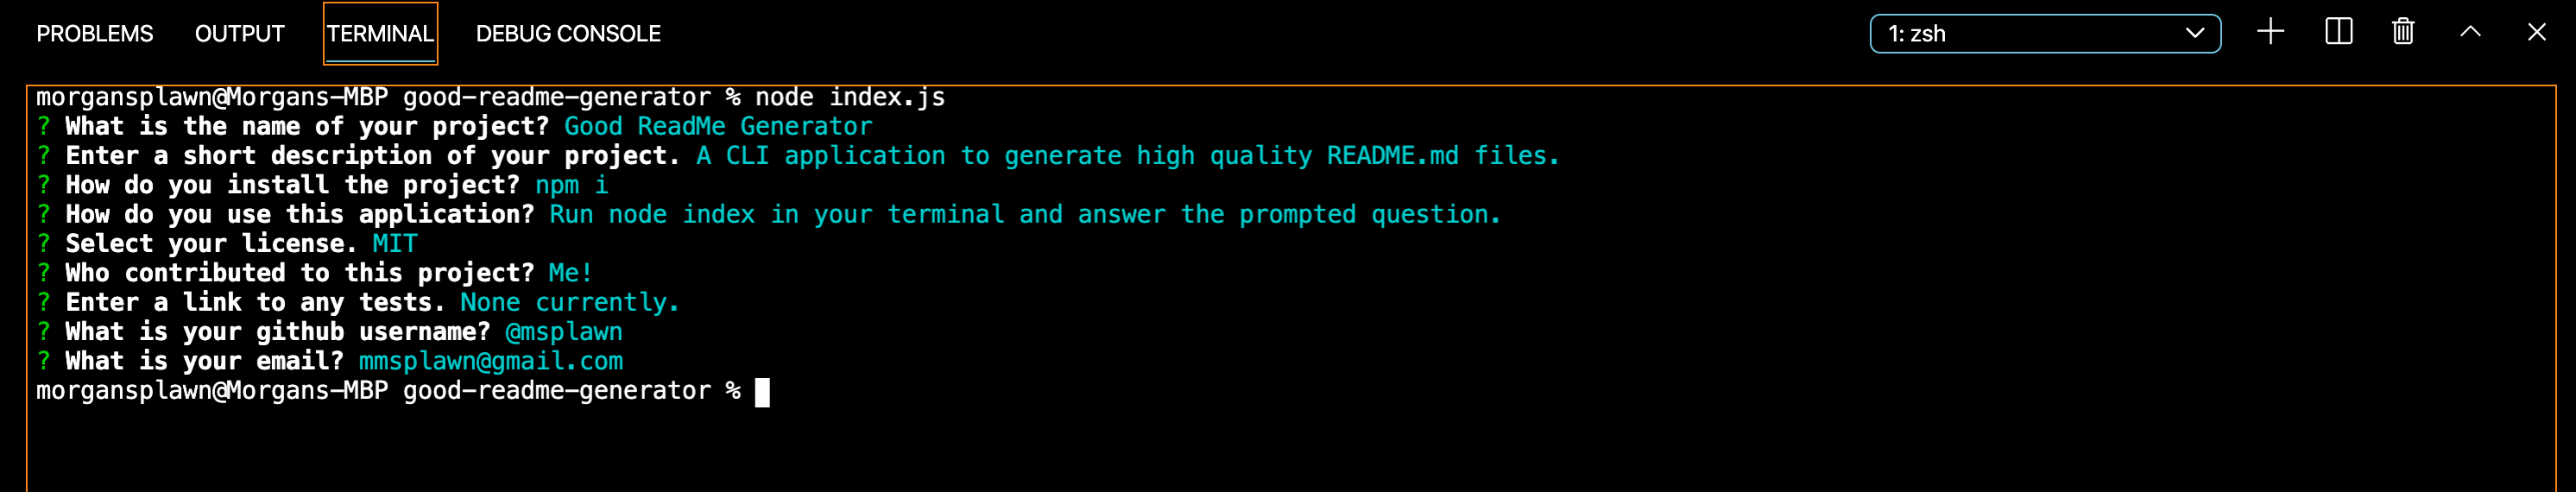 PROBLEMS OUTPUT TERMINAL DEBUG CONSOLE 1: zsh
morgansplawn@Morgans-MBP good-readme-generator % node index.js
? What is the name of your project? Good ReadMe Generator
? Enter a short description of your project. A CLI application to generate high quality README.md files.
? How do you install the project? npm i
? How do you use this application? Run node index in your terminal and answer the prompted question.
? Select your license. MIT
? Who contributed to this project? Me!
? Enter a link to any tests. None currently.
? What is your github username? @msplawn
? What is your email? mmsplawn@gmail.com
morgansplawn@Morgans-MBP good-readme-generator %